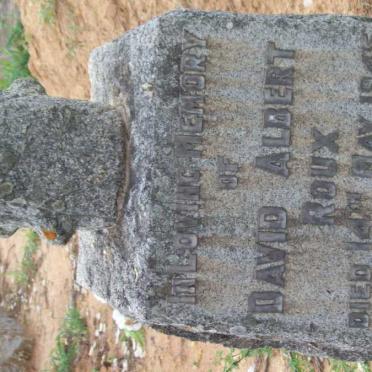 IN LOVING MEMORY
OF
DAVID ALBERT
ROUX
DIED 14TH MAY